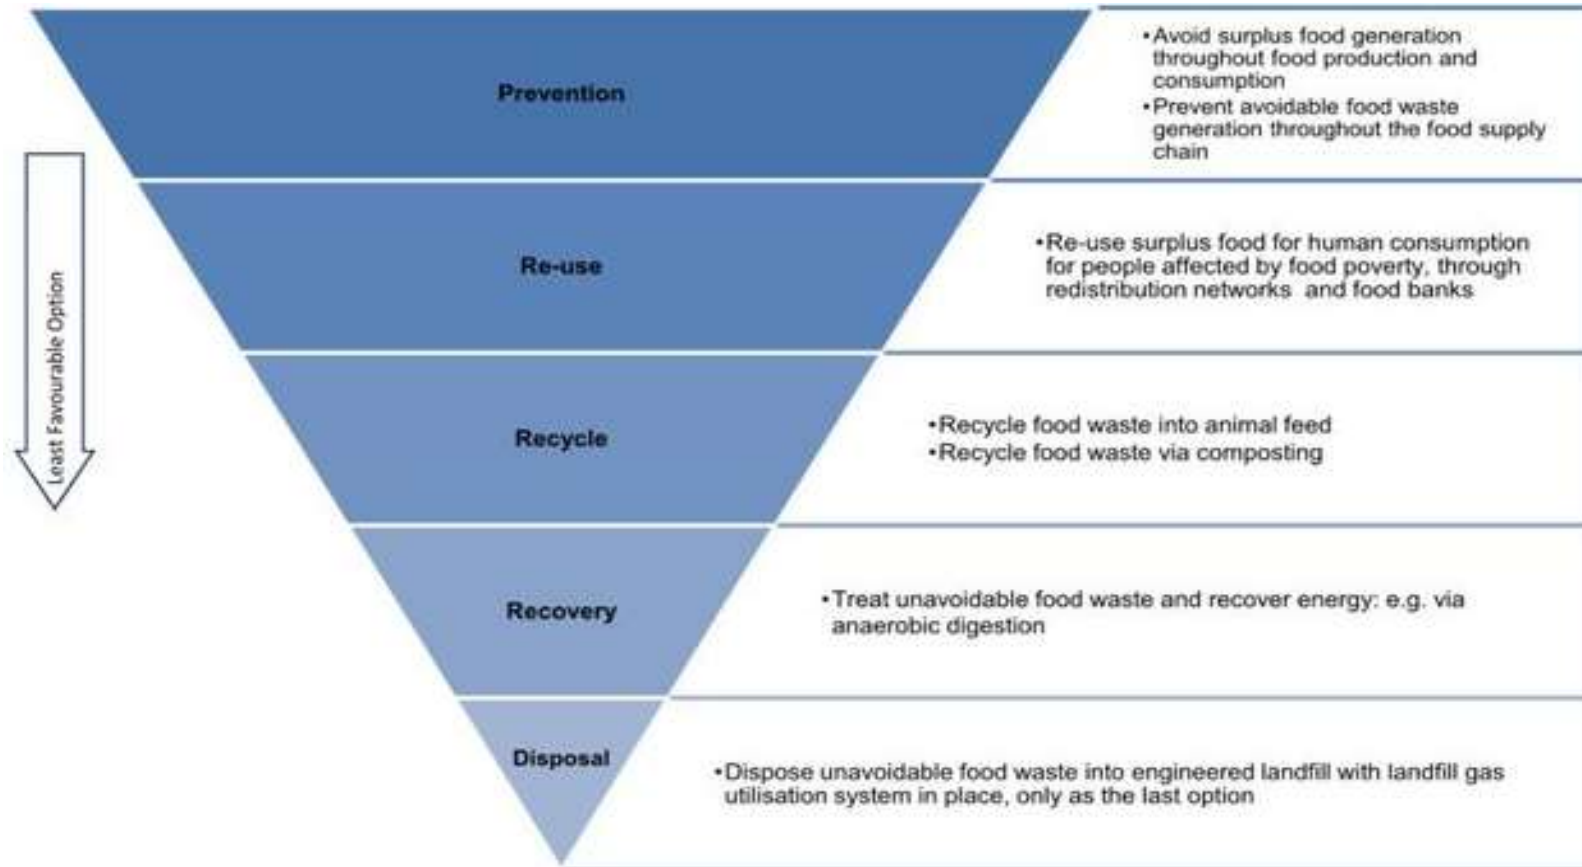 Prevention
•Avoid surplus food generation
throughout food production and
consumption
•Prevent avoidable food waste
generation throughout the food supply
chain
Least Favourable Option
Re-use
•Re-use surplus food for human consumption
for people affected by food poverty, through
redistribution networks and food banks
Recycle
•Recycle food waste into animal feed
•Recycle food waste via composting
Recovery
•Treat unavoidable food waste and recover energy: e.g. via
anaerobic digestion
Disposal
•Dispose unavoidable food waste into engineered landfill with landfill gas
utilisation system in place, only as the last option